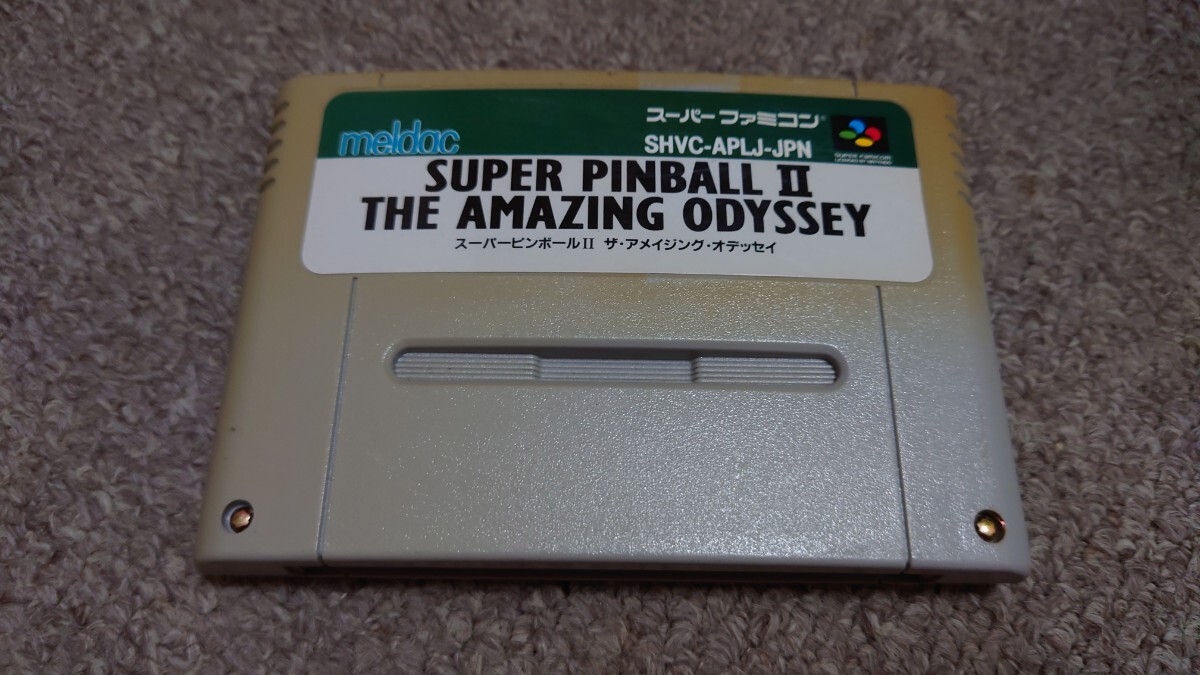 meldac
スーパーファミコン®
SHVC-APLJ-JPN
SUPER FAMICOM
SUPER PINBALL II
THE AMAZING ODYSSEY
スーパーピンボールII ザ・アメイジング・オデッセイ